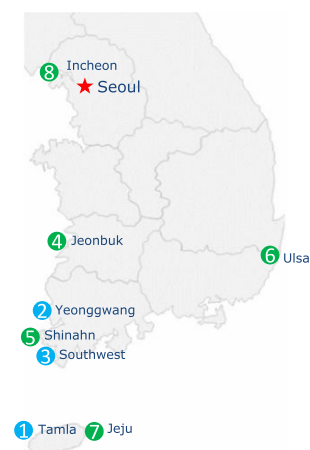 8 Incheon
Seoul
4 Jeonbuk
6 Ulsa
2 Yeonggwang
5 Shinahn
3 Southwest
1 Tamla 7 Jeju